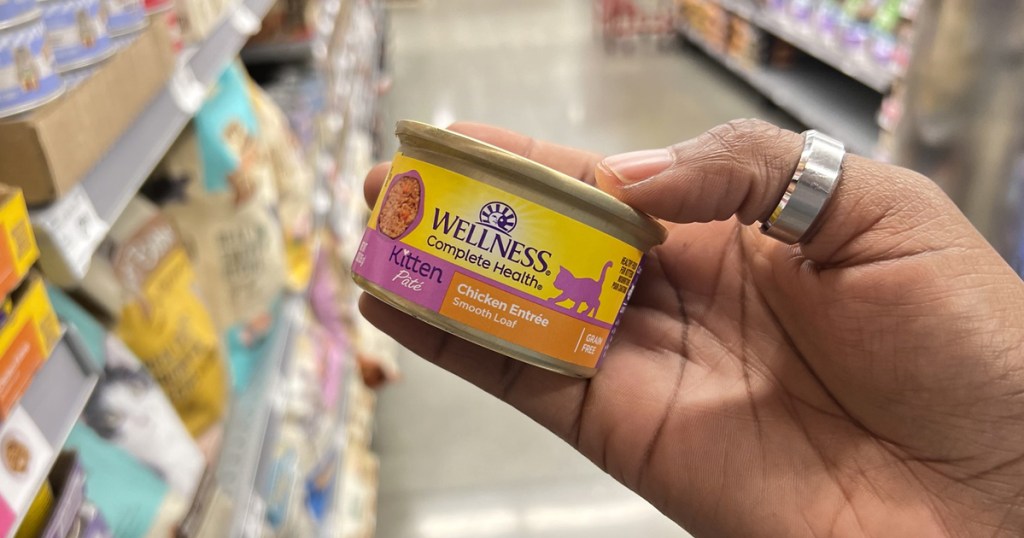 WELLNESS®
Complete Health®
Kitten
Paté
Chicken Entrée
Smooth Loaf
GRAIN
FREE